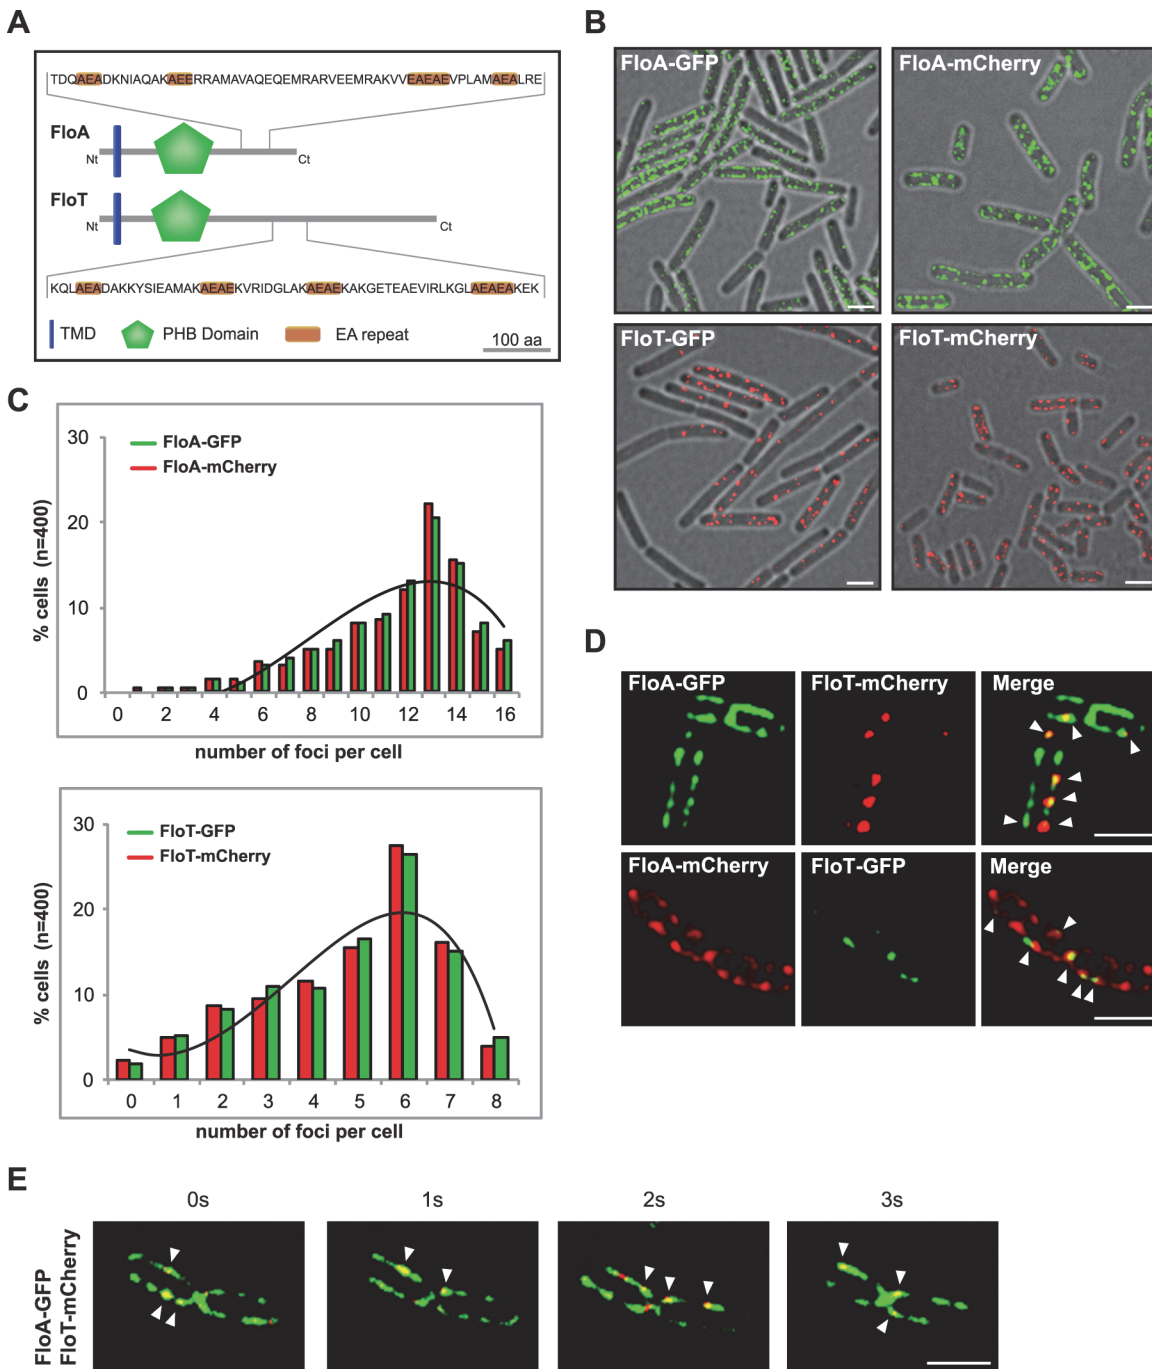 A
TDQAEADKNIAQAKAEERRAMAVAQEQEMRARVEEMRAKVVEAEAEVPLAMAEALRE
FloA
Nt
Ct
FloT
Nt
Ct
KQLAEADAKKYSIEAMAKAEAEKVRIDGLAKAEAEKAKGETEAEVIRLKGLAEAEAKEK
TMD
PHB Domain
EA repeat
100 aa
B
FloA-GFP
FloA-mCherry
FloT-GFP
FloT-mCherry
C
30
20
10
0
% cells (n=400)
FloA-GFP
FloA-mCherry
0 2 4 6 8 10 12 14 16
number of foci per cell
30
20
10
0
% cells (n=400)
FloT-GFP
FloT-mCherry
0 1 2 3 4 5 6 7 8
number of foci per cell
D
FloA-GFP
FloT-mCherry
Merge
FloA-mCherry
FloT-GFP
Merge
E
0s
1s
2s
3s
FloA-GFP
FloT-mCherry